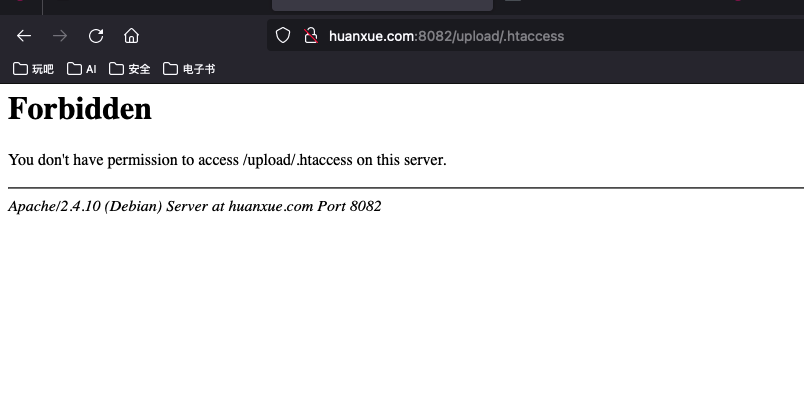 huanxue.com:8082/upload/.htaccess
玩吧 AI 安全 电子书
Forbidden
You don't have permission to access /upload/.htaccess on this server.
Apache/2.4.10 (Debian) Server at huanxue.com Port 8082